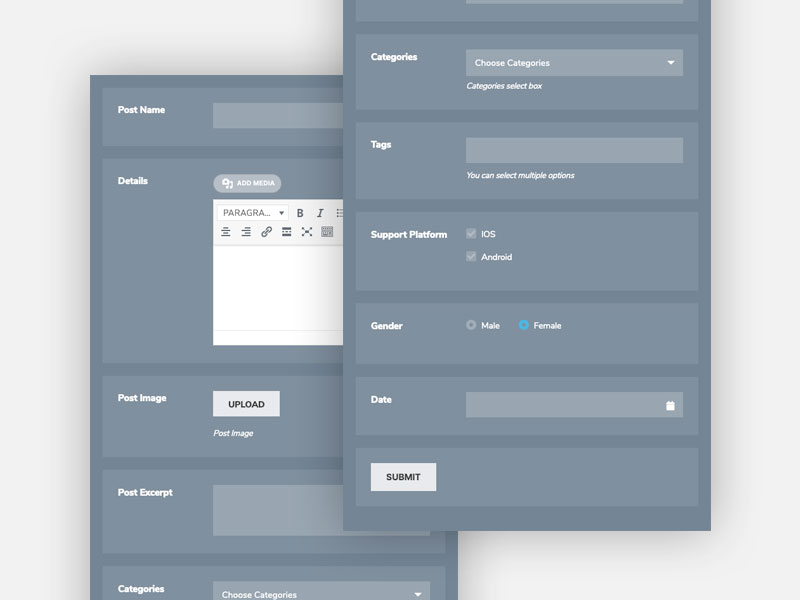 Post Name
Details
ADD MEDIA
PARAGRA...
B I
Post Image
UPLOAD
Post Image
Post Excerpt
Categories
Choose Categories
Categories
Choose Categories
Categories select box
Tags
You can select multiple options
Support Platform
IOS
Android
Gender
Male
Female
Date
SUBMIT